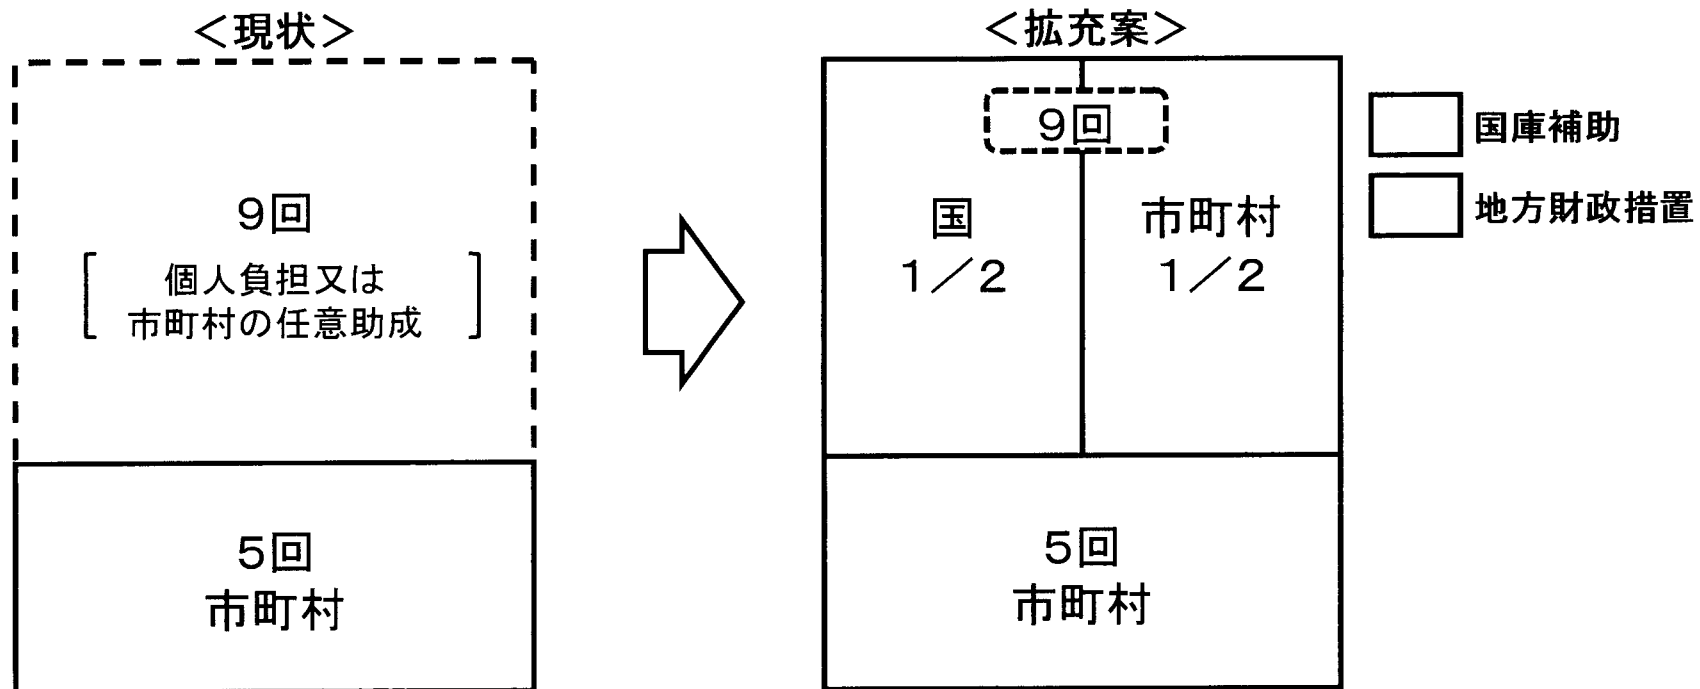 ＜現状＞
9回
個人負担又は
市町村の任意助成
5回
市町村
＜拡充案＞
9回
国
1／2
市町村
1／2
5回
市町村
国庫補助
地方財政措置